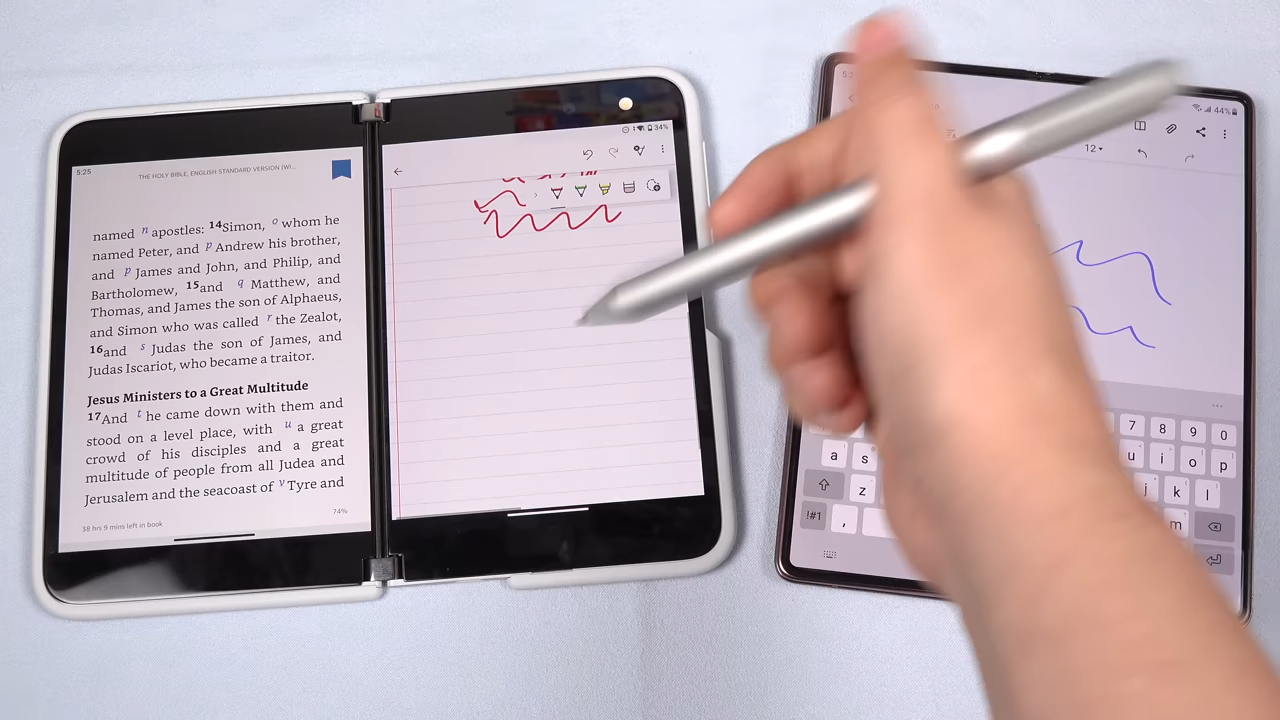 5:25
THE HOLY BIBLE, ENGLISH STANDARD VERSION (WI...
named n apostles: 14Simon, o whom he
named Peter, and p Andrew his brother,
and p James and John, and Philip, and
Bartholomew, 15and q Matthew, and
Thomas, and James the son of Alphaeus,
and Simon who was called r the Zealot,
16and s Judas the son of James, and
Judas Iscariot, who became a traitor.
Jesus Ministers to a Great Multitude
17And t he came down with them and
stood on a level place, with u a great
crowd of his disciples and a great
multitude of people from all Judea and
Jerusalem and the seacoast of v Tyre and
38 hrs 9 mins left in book
74%
34%
44%
12
7 8 9 0
a s u i o p
z j k l
!#1 , m